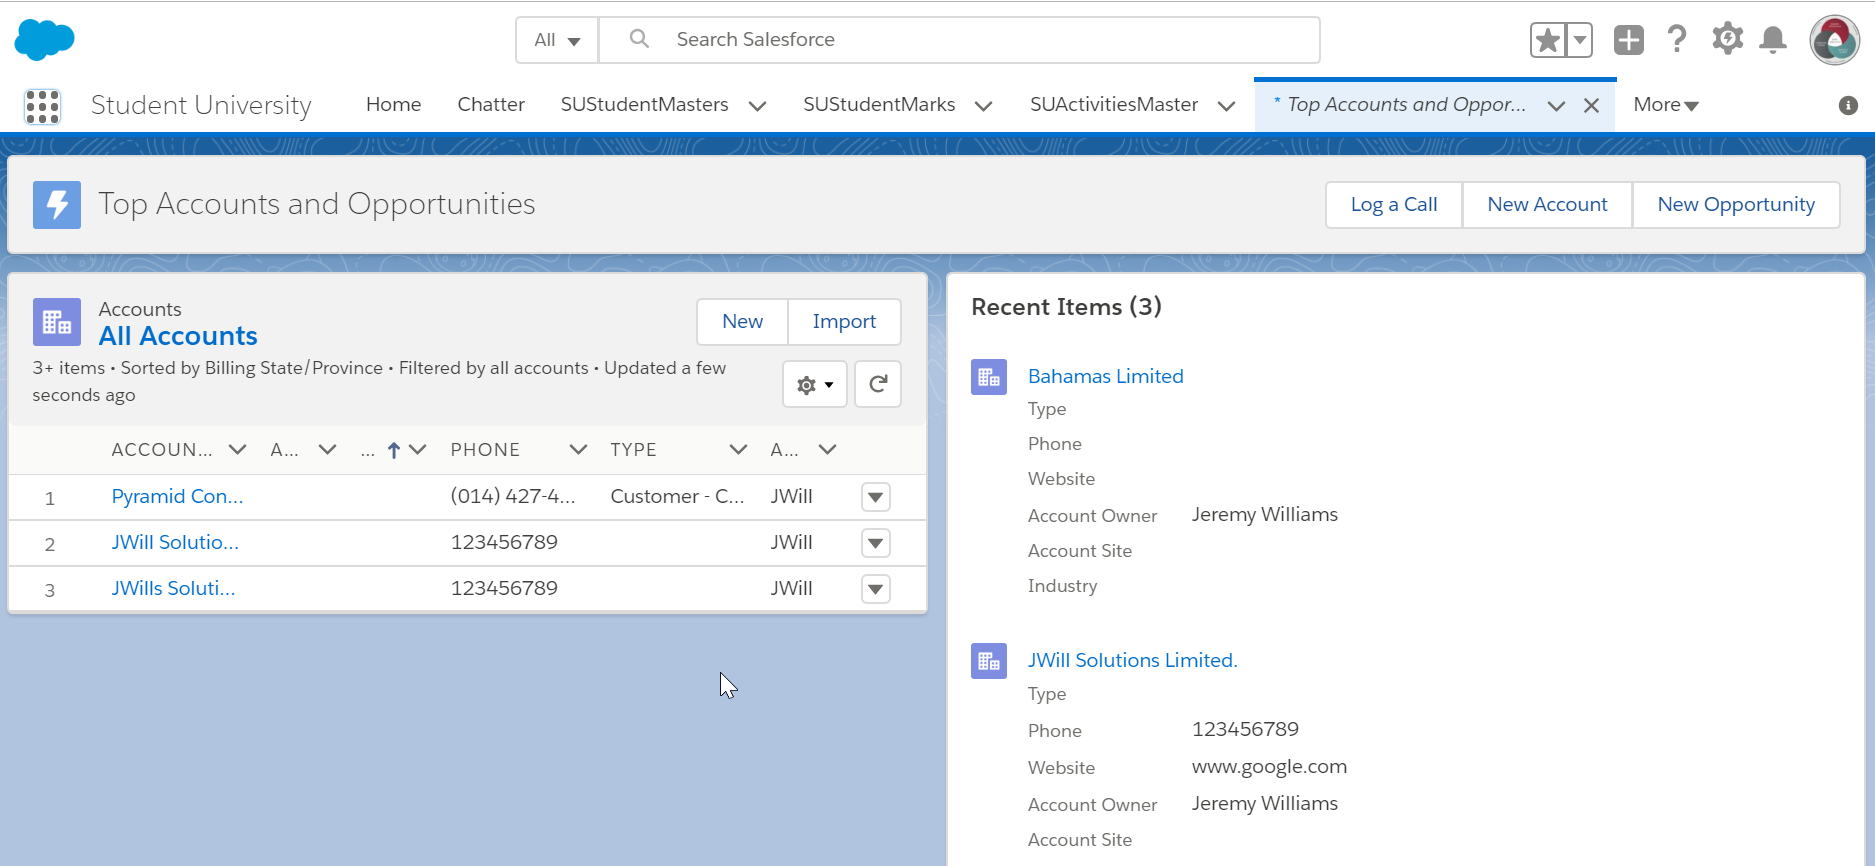 All Search Salesforce
Student University Home Chatter SUStudentMasters SUStudentMarks SUActivitiesMaster * Top Accounts and Oppor... More
Top Accounts and Opportunities Log a Call New Account New Opportunity
Accounts
All Accounts
New Import
3+ items • Sorted by Billing State/Province • Filtered by all accounts • Updated a few
seconds ago
ACCOUN... A... ... PHONE TYPE A...
1 Pyramid Con... (014) 427-4... Customer - C... JWill
2 JWill Solutio... 123456789 JWill
3 JWills Soluti... 123456789 JWill
Recent Items (3)
Bahamas Limited
Type
Phone
Website
Account Owner Jeremy Williams
Account Site
Industry
JWill Solutions Limited.
Type
Phone 123456789
Website www.google.com
Account Owner Jeremy Williams
Account Site